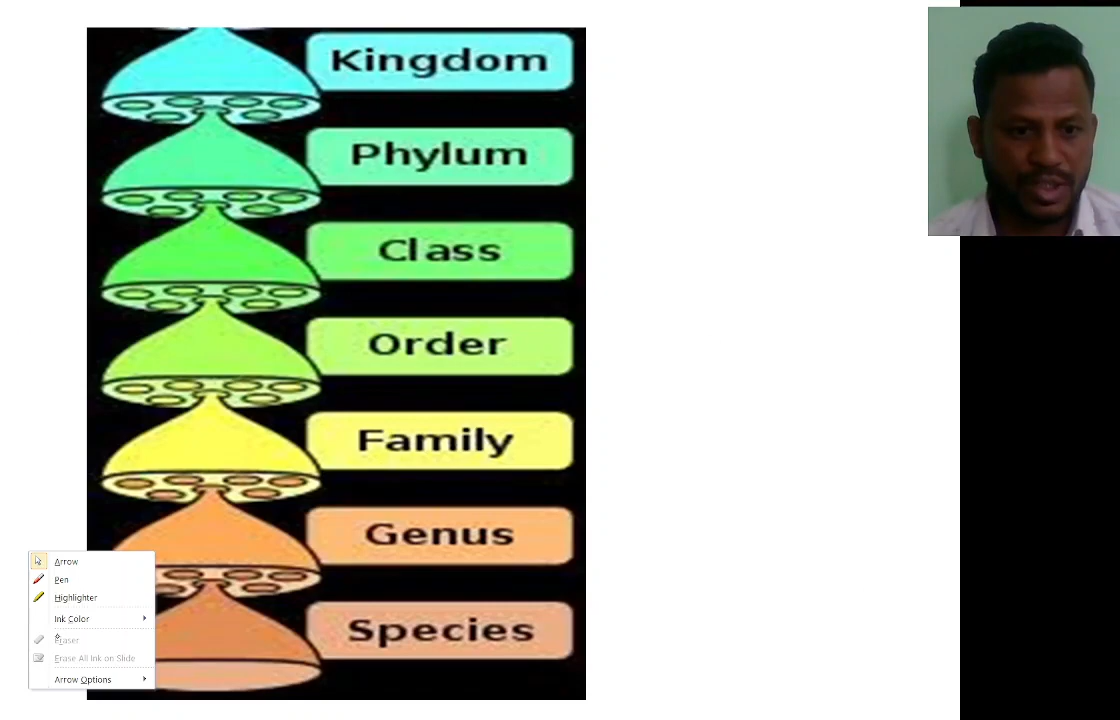 Kingdom
Phylum
Class
Order
Family
Genus
Species
Arrow
Pen
Highlighter
Ink Color
Eraser
Erase All Ink on Slide
Arrow Options